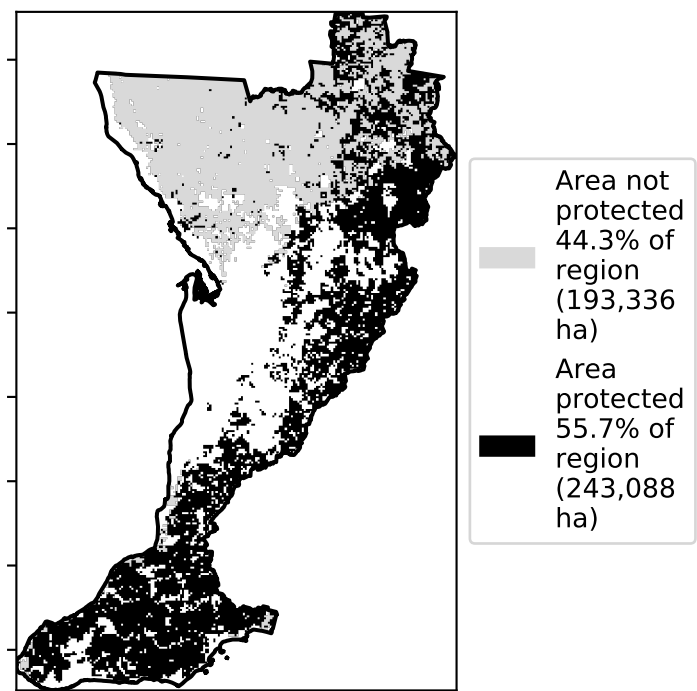 Area not
protected
44.3% of
region
(193,336
ha)
Area
protected
55.7% of
region
(243,088
ha)